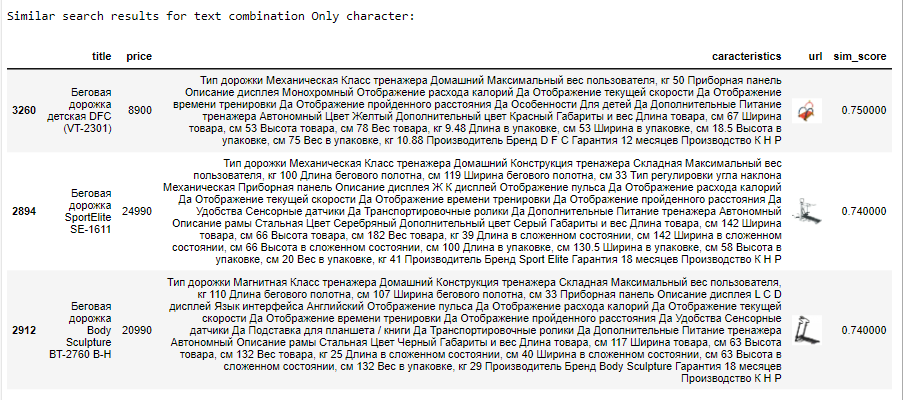 Similar search results for text combination Only character:
title price caracteristics url sim_score
Тип дорожки Механическая Класс тренажера Домашний Максимальный вес пользователя, кг 50 Приборная панель
Беговая Описание дисплея Монохромный Отображение расхода калорий Да Отображение текущей скорости Да Отображение
3260 дорожка 8900 времени тренировки Да Отображение пройденного расстояния Да Особенности Для детей Да Дополнительные Питание 0.750000
детская DFC тренажера Автономный Цвет Желтый Дополнительный цвет Красный Габариты и вес Длина товара, см 67 Ширина
(VT-2301) товара, см 53 Высота товара, см 78 Вес товара, кг 9.48 Длина в упаковке, см 53 Ширина в упаковке, см 18.5 Высота в
упаковке, см 75 Вес в упаковке, кг 10.88 Производитель Бренд D F C Гарантия 12 месяцев Производство К Н Р
Тип дорожки Механическая Класс тренажера Домашний Конструкция тренажера Складная Максимальный вес
пользователя, кг 100 Длина бегового полотна, см 119 Ширина бегового полотна, см 33 Тип регулировки угла наклона
Механическая Приборная панель Описание дисплея Ж К дисплей Отображение пульса Да Отображение расхода калорий
Беговая Да Отображение текущей скорости Да Отображение времени тренировки Да Отображение пройденного расстояния Да
2894 дорожка 24990 Удобства Сенсорные датчики Да Транспортировочные ролики Да Дополнительные Питание тренажера Автономный 0.740000
SportElite Описание рамы Стальная Цвет Серебряный Дополнительный цвет Серый Габариты и вес Длина товара, см 142 Ширина
SE-1611 товара, см 66 Высота товара, см 182 Вес товара, кг 39 Длина в сложенном состоянии, см 142 Ширина в сложенном
состоянии, см 66 Высота в сложенном состоянии, см 100 Длина в упаковке, см 130.5 Ширина в упаковке, см 58 Высота в
упаковке, см 20 Вес в упаковке, кг 41 Производитель Бренд Sport Elite Гарантия 18 месяцев Производство К Н Р
Тип дорожки Магнитная Класс тренажера Домашний Конструкция тренажера Складная Максимальный вес пользователя,
кг 110 Длина бегового полотна, см 107 Ширина бегового полотна, см 33 Приборная панель Описание дисплея L C D
Беговая дисплей Язык интерфейса Английский Отображение пульса Да Отображение расхода калорий Да Отображение текущей
дорожка скорости Да Отображение времени тренировки Да Отображение пройденного расстояния Да Удобства Сенсорные
2912 Body 20990 датчики Да Подставка для планшета / книги Да Транспортировочные ролики Да Дополнительные Питание тренажера 0.740000
Sculpture Автономный Описание рамы Стальная Цвет Черный Габариты и вес Длина товара, см 117 Ширина товара, см 63 Высота
BT-2760 B-H товара, см 132 Вес товара, кг 25 Длина в сложенном состоянии, см 40 Ширина в сложенном состоянии, см 63 Высота в
сложенном состоянии, см 132 Вес в упаковке, кг 29 Производитель Бренд Body Sculpture Гарантия 18 месяцев
Производство К Н Р